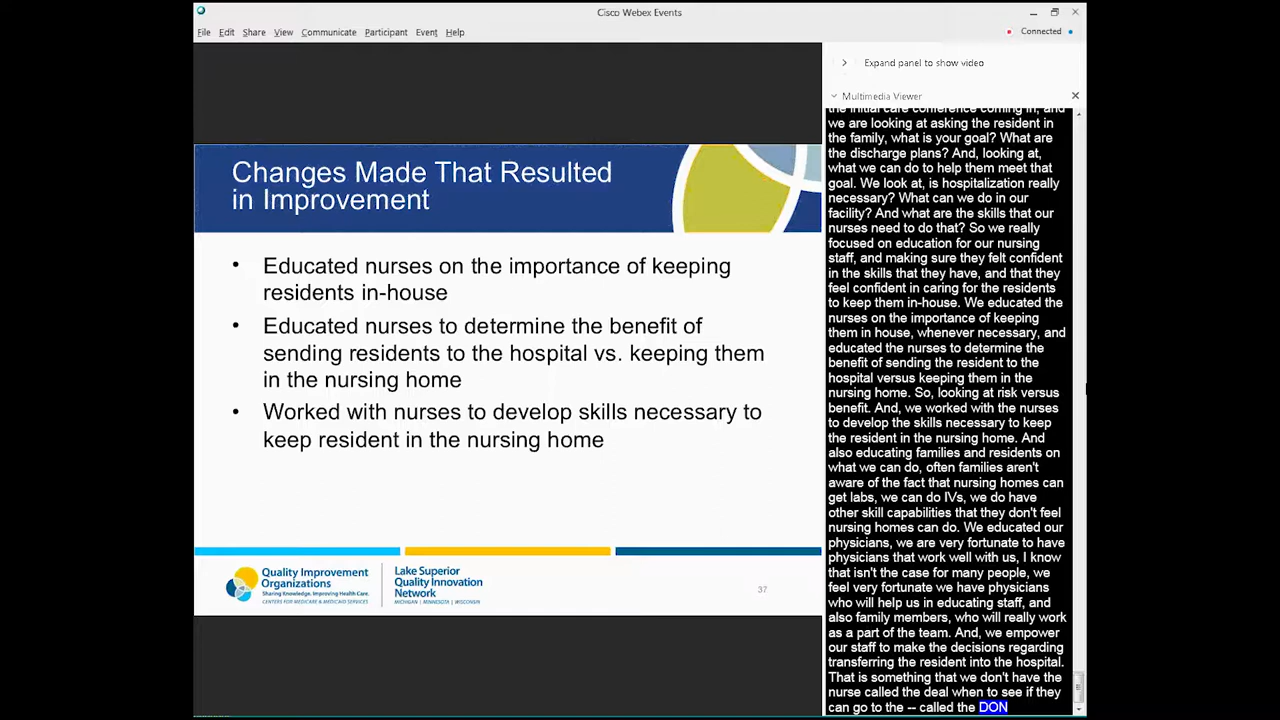 Cisco Webex Events
File Edit Share View Communicate Participant Event Help
Connected
Expand panel to show video
Multimedia Viewer
Changes Made That Resulted
in Improvement
• Educated nurses on the importance of keeping
residents in-house
• Educated nurses to determine the benefit of
sending residents to the hospital vs. keeping them
in the nursing home
• Worked with nurses to develop skills necessary to
keep resident in the nursing home
Quality Improvement
Organizations
Sharing Knowledge. Improving Health Care.
CENTERS FOR MEDICARE & MEDICAID SERVICES
Lake Superior
Quality Innovation
Network
MICHIGAN | MINNESOTA | WISCONSIN
37
the initial care conference coming in, and
we are looking at asking the resident in
the family, what is your goal? What are
the discharge plans? And, looking at,
what we can do to help them meet that
goal. We look at, is hospitalization really
necessary? What can we do in our
facility? And what are the skills that our
nurses need to do that? So we really
focused on education for our nursing
staff, and making sure they felt confident
in the skills that they have, and that they
feel confident in caring for the residents
to keep them in-house. We educated the
nurses on the importance of keeping
them in house, whenever necessary, and
educated the nurses to determine the
benefit of sending the resident to the
hospital versus keeping them in the
nursing home. So, looking at risk versus
benefit. And, we worked with the nurses
to develop the skills necessary to keep
the resident in the nursing home. And
also educating families and residents on
what we can do, often families aren't
aware of the fact that nursing homes can
get labs, we can do IVs, we do have
other skill capabilities that they don't feel
nursing homes can do. We educated our
physicians, we are very fortunate to have
physicians that work well with us, I know
that isn't the case for many people, we
feel very fortunate we have physicians
who will help us in educating staff, and
also family members, who will really work
as a part of the team. And, we empower
our staff to make the decisions regarding
transferring the resident into the hospital.
That is something that we don't have the
nurse called the deal when to see if they
can go to the -- called the DON